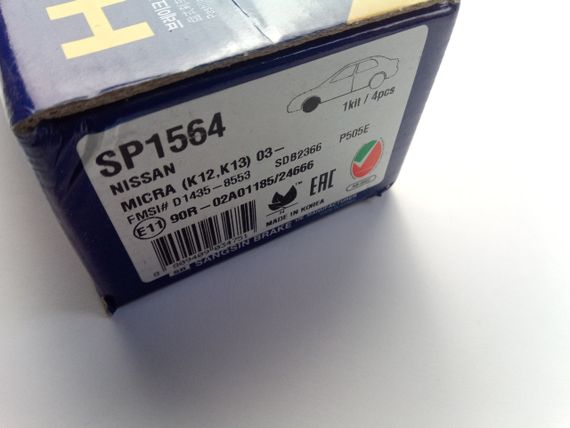 H
1kit / 4pcs
SP1564
NISSAN
MICRA (K12,K13) 03-
FMSI# D1435-8553 SDB2366 P505E
E11 90R-02A01185/24666
EAC
MADE IN KOREA
SANGSIN BRAKE